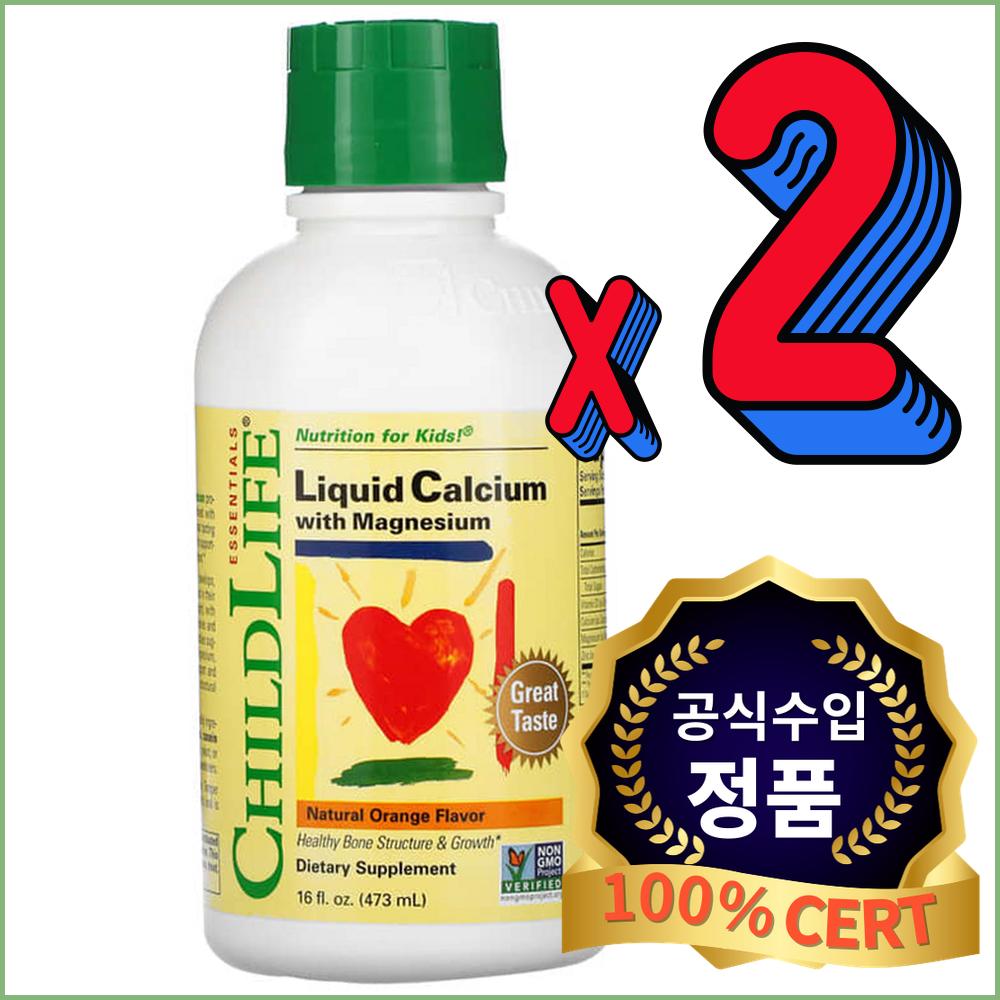 x 2
ESSENTIALS
CHILDLIFE®
Nutrition for Kids!®
Liquid Calcium
with Magnesium
Great
Taste
Natural Orange Flavor
Healthy Bone Structure & Growth*
Dietary Supplement
16 fl. oz. (473 mL)
NON
GMO
Project
VERIFIED
nongmoproject.org
공식수입
정품
100% CERT